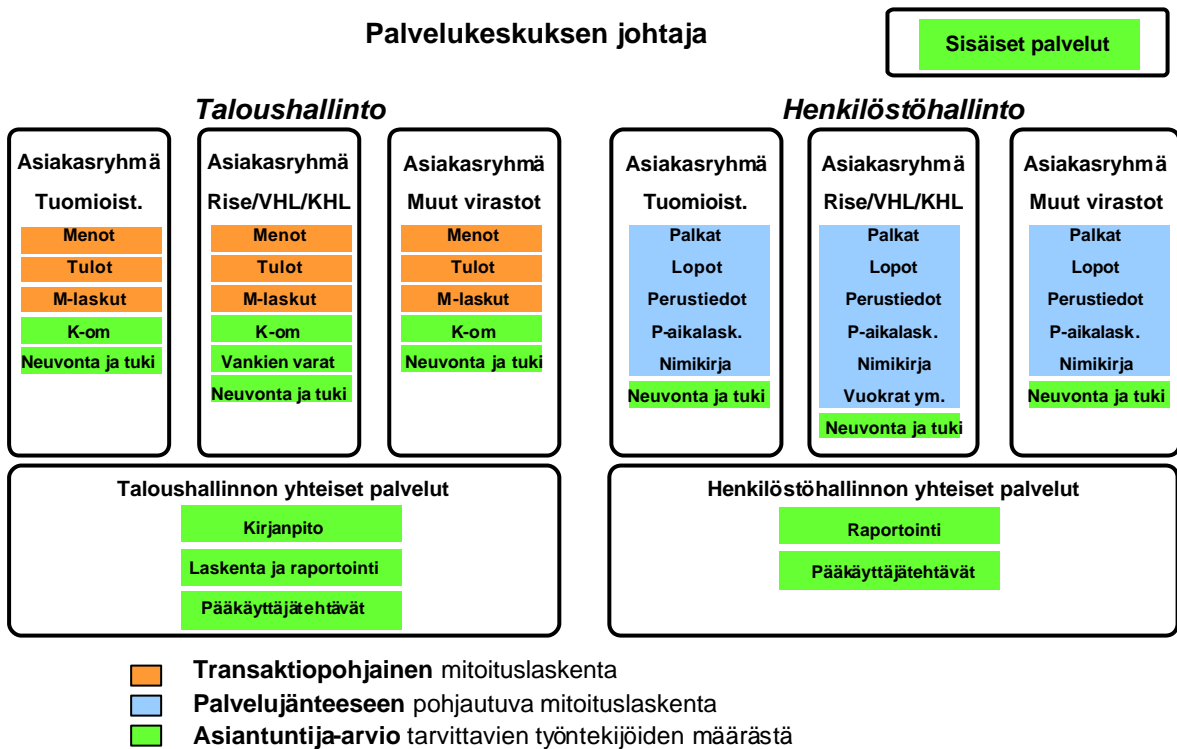 Palvelukeskuksen johtaja
Sisäiset palvelut
Taloushallinto
Asiakasryhmä
Tuomioist.
Menot
Tulot
M-laskut
K-om
Neuvonta ja tuki
Asiakasryhmä
Rise/VHL/KHL
Menot
Tulot
M-laskut
K-om
Vankien varat
Neuvonta ja tuki
Asiakasryhmä
Muut virastot
Menot
Tulot
M-laskut
K-om
Neuvonta ja tuki
Taloushallinnon yhteiset palvelut
Kirjanpito
Laskenta ja raportointi
Pääkäyttäjätehtävät
Henkilöstöhallinto
Asiakasryhmä
Tuomioist.
Palkat
Lopot
Perustiedot
P-aikalask.
Nimikirja
Neuvonta ja tuki
Asiakasryhmä
Rise/VHL/KHL
Palkat
Lopot
Perustiedot
P-aikalask.
Nimikirja
Vuokrat ym.
Neuvonta ja tuki
Asiakasryhmä
Muut virastot
Palkat
Lopot
Perustiedot
P-aikalask.
Nimikirja
Neuvonta ja tuki
Henkilöstöhallinnon yhteiset palvelut
Raportointi
Pääkäyttäjätehtävät
Transaktiopohjainen mitoituslaskenta
Palvelujänteeseen pohjautuva mitoituslaskenta
Asiantuntija-arvio tarvittavien työntekijöiden määrästä